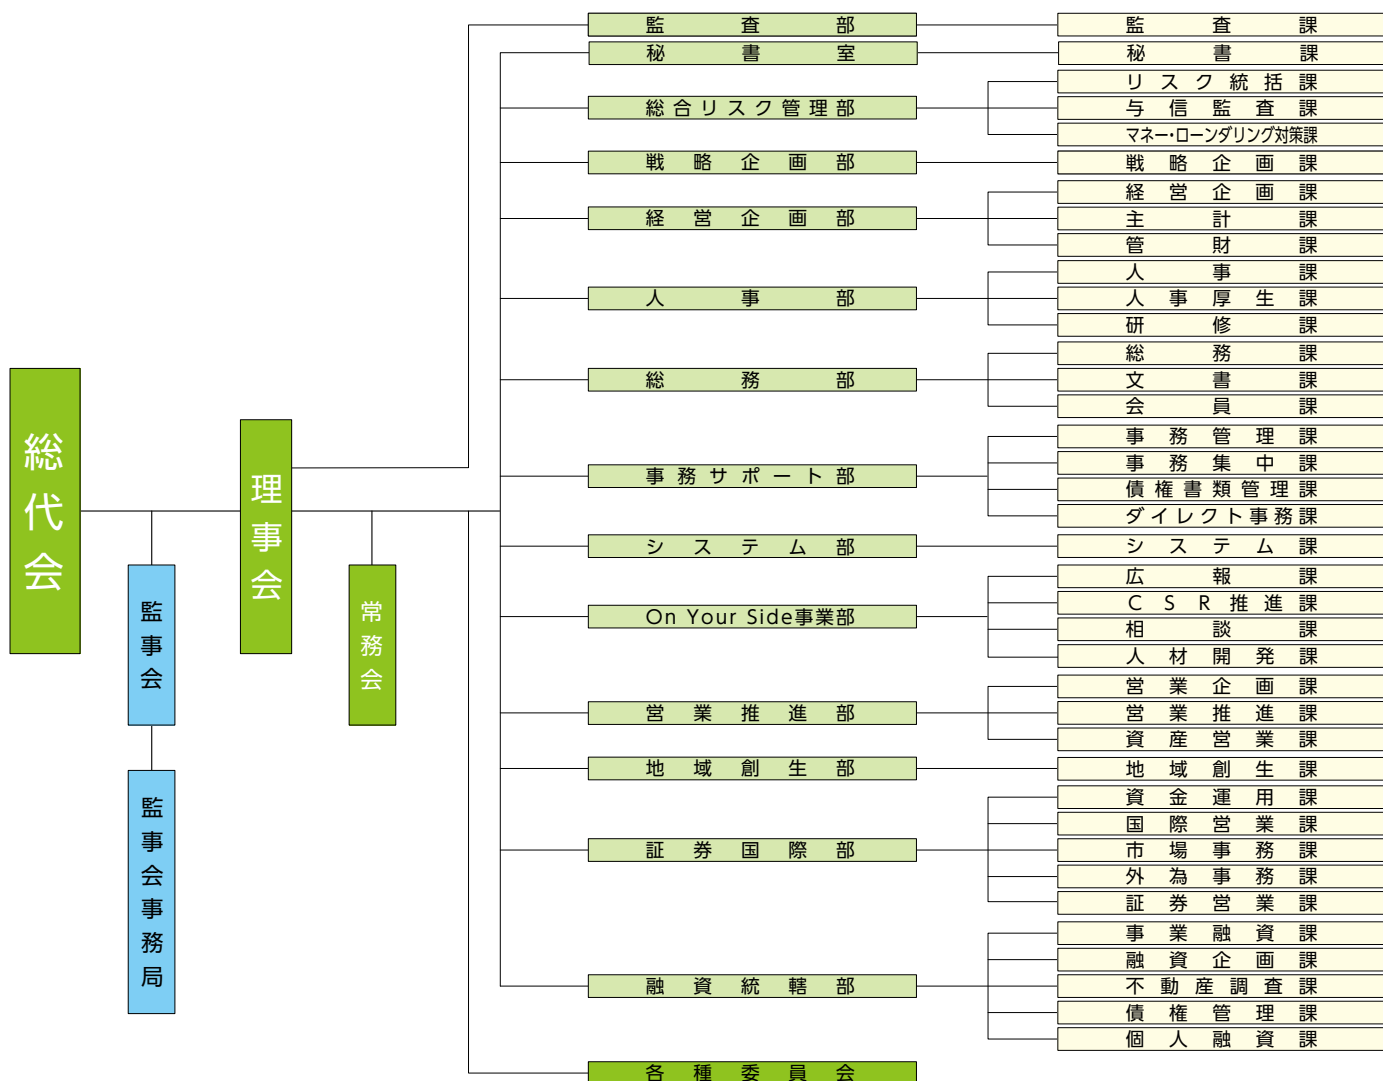 総代会
監事会
監事会事務局
理事会
常務会
監査部
監査課
秘書室
秘書課
総合リスク管理部
リスク統括課
与信監査課
マネー・ローンダリング対策課
戦略企画部
戦略企画課
経営企画部
経営企画課
主計課
管財課
人事部
人事課
人事厚生課
研修課
総務部
総務課
文書課
会員課
事務サポート部
事務管理課
事務集中課
債権書類管理課
ダイレクト事務課
システム部
システム課
On Your Side事業部
広報課
CSR推進課
相談課
人材開発課
営業推進部
営業企画課
営業推進課
資産営業課
地域創生部
地域創生課
証券国際部
資金運用課
国際営業課
市場事務課
外為事務課
証券営業課
融資統轄部
事業融資課
融資企画課
不動産調査課
債権管理課
個人融資課
各種委員会